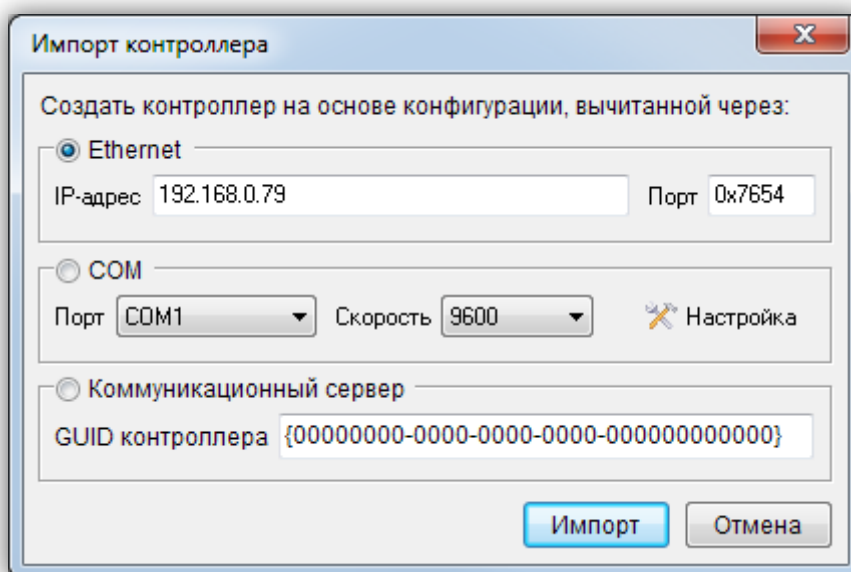 Импорт контроллера
Создать контроллер на основе конфигурации, вычитанной через:
Ethernet
IP-адрес 192.168.0.79 Порт 0x7654
COM
Порт COM1 Скорость 9600 Настройка
Коммуникационный сервер
GUID контроллера {00000000-0000-0000-0000-000000000000}
Импорт Отмена